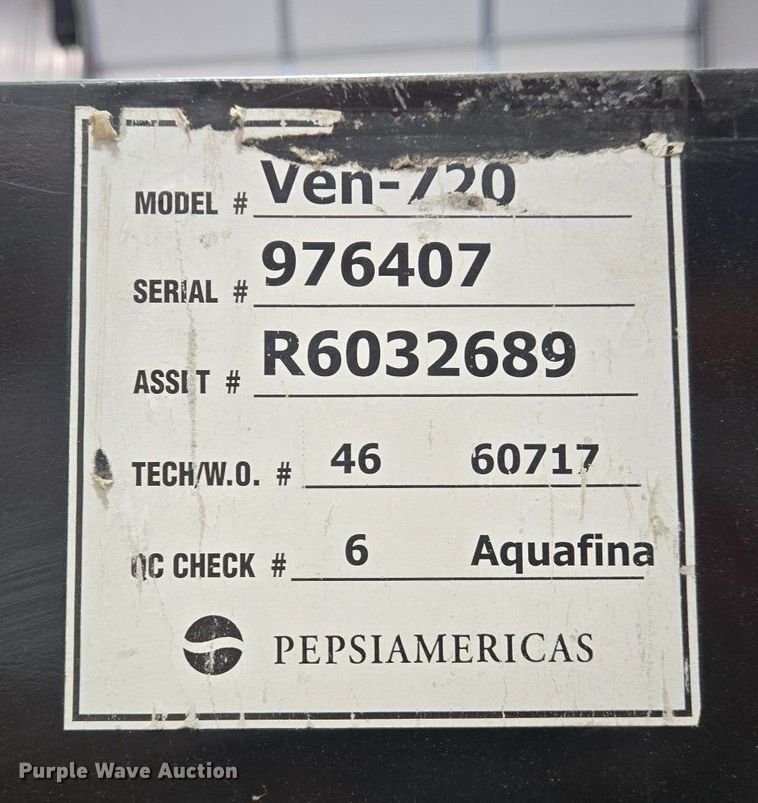 MODEL # Ven-720
SERIAL # 976407
ASSET # R6032689
TECH/W.O. # 46 60717
QC CHECK # 6 Aquafina
PEPSIAMERICAS
Purple Wave Auction